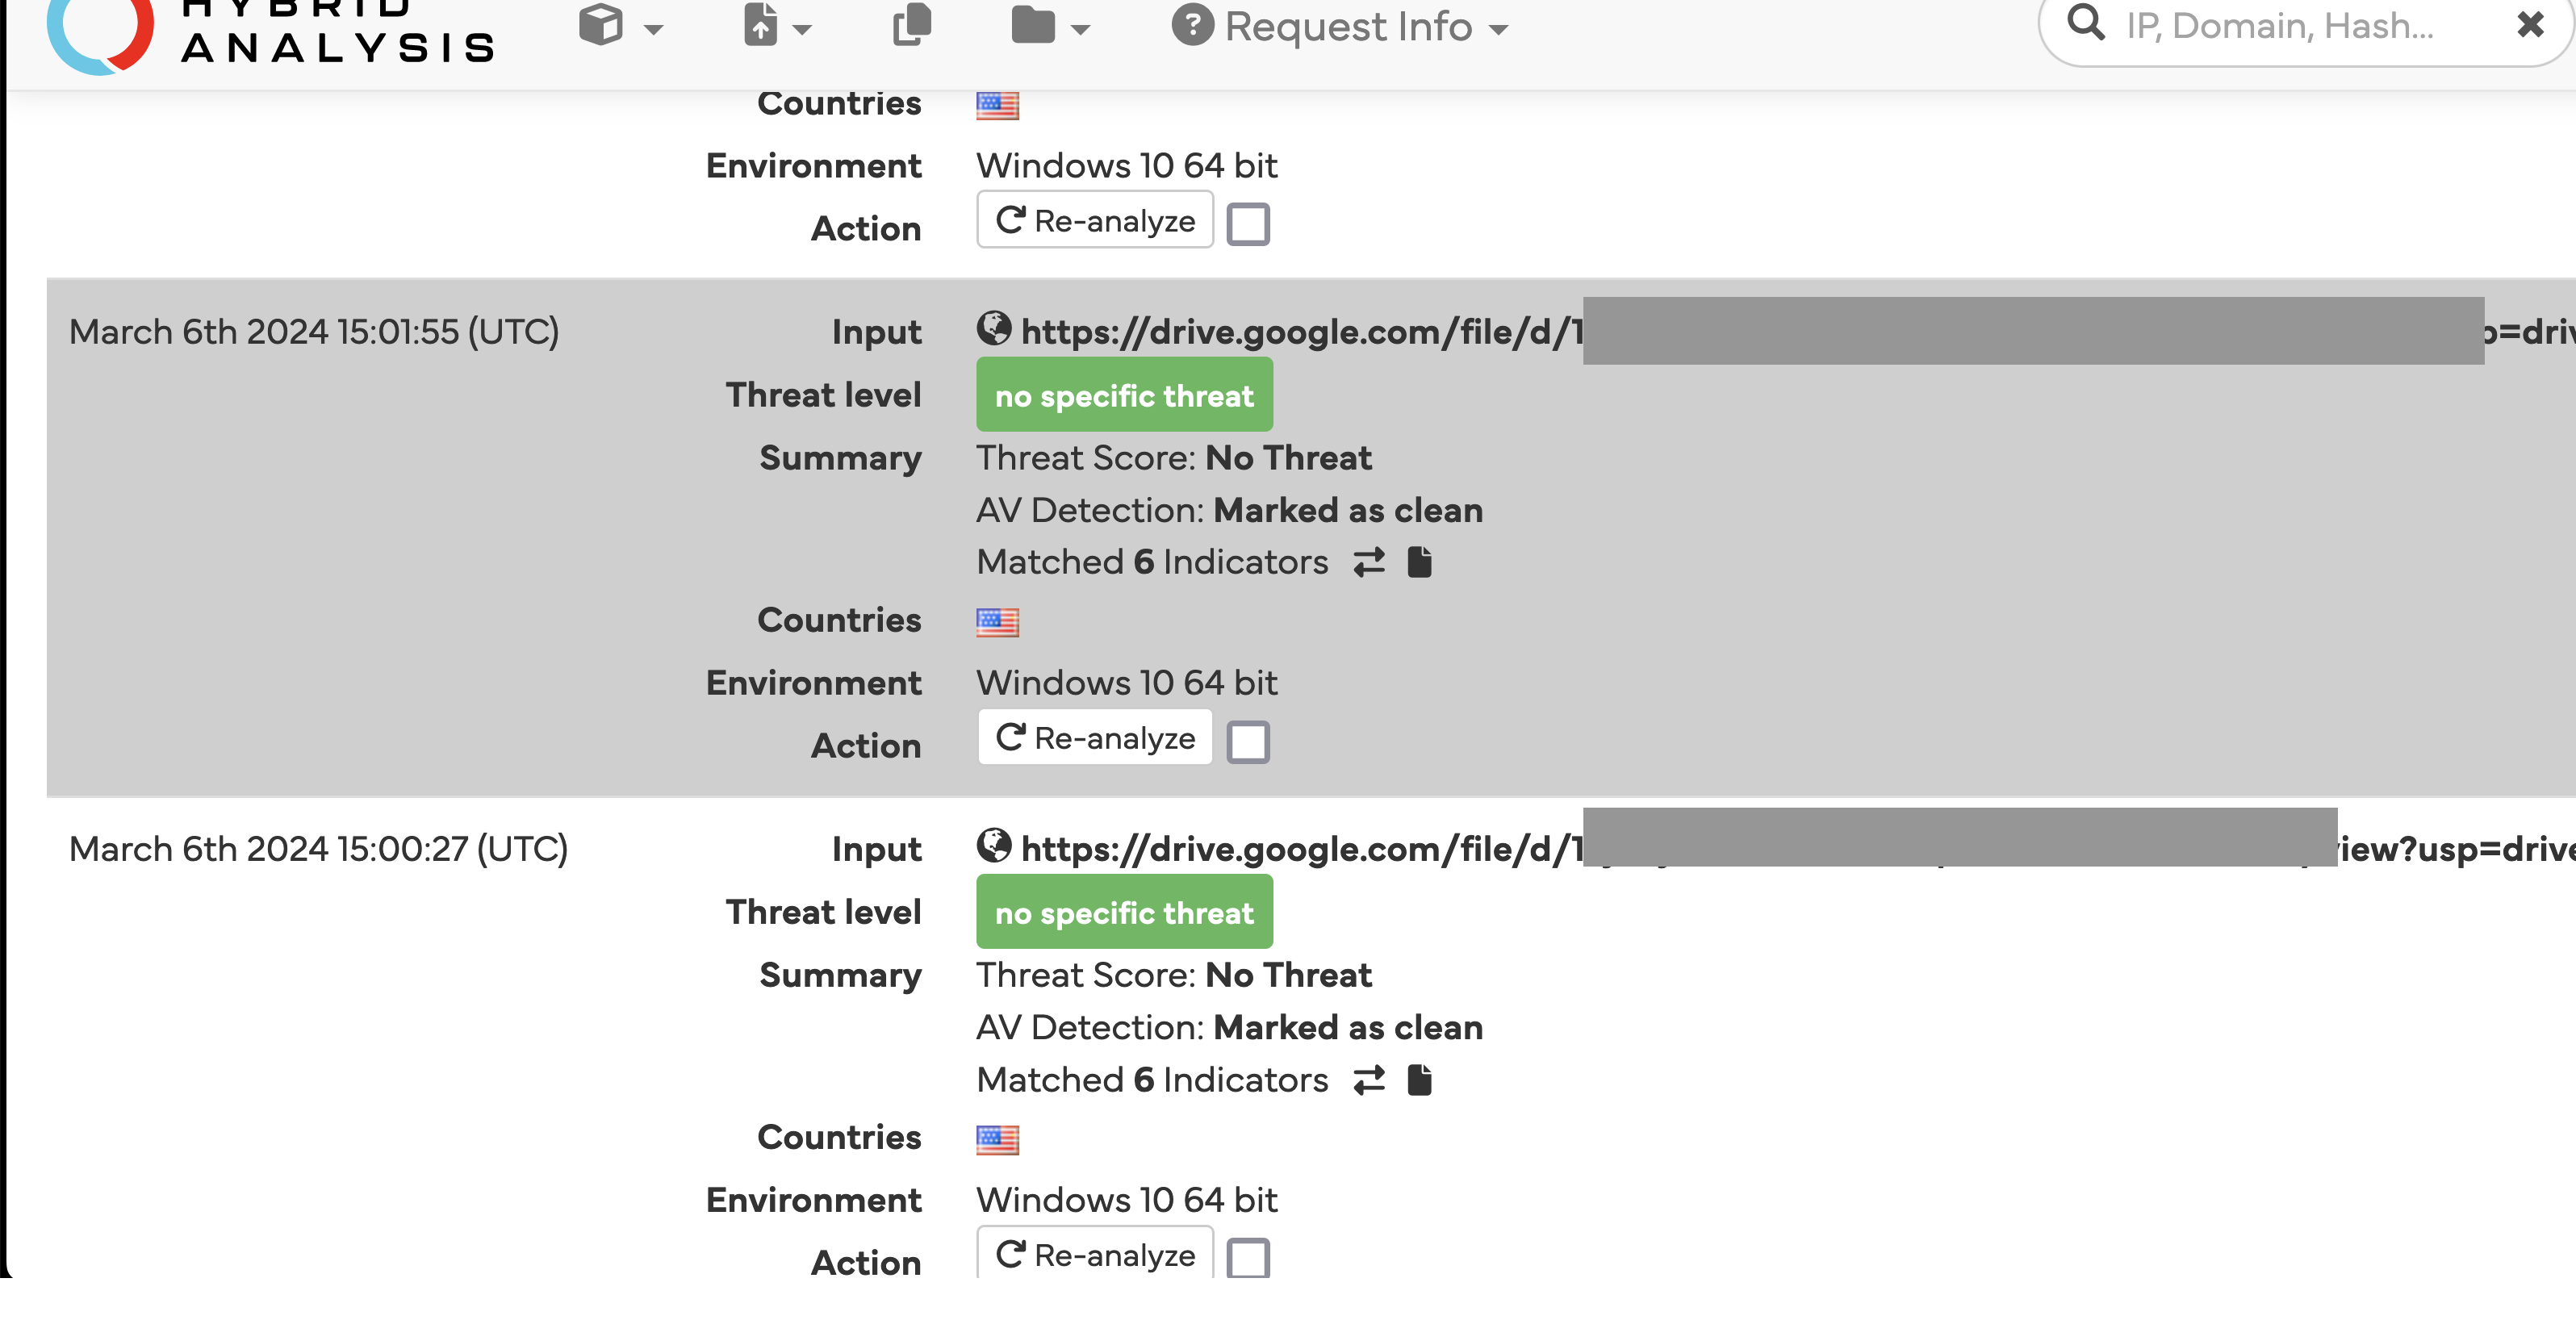 HYBRID
ANALYSIS
Request Info
IP, Domain, Hash...
Countries
Environment Windows 10 64 bit
Action Re-analyze
March 6th 2024 15:01:55 (UTC) Input https://drive.google.com/file/d/1 p=driv
Threat level no specific threat
Summary Threat Score: No Threat
AV Detection: Marked as clean
Matched 6 Indicators
Countries
Environment Windows 10 64 bit
Action Re-analyze
March 6th 2024 15:00:27 (UTC) Input https://drive.google.com/file/d/1 iew?usp=drive
Threat level no specific threat
Summary Threat Score: No Threat
AV Detection: Marked as clean
Matched 6 Indicators
Countries
Environment Windows 10 64 bit
Action Re-analyze